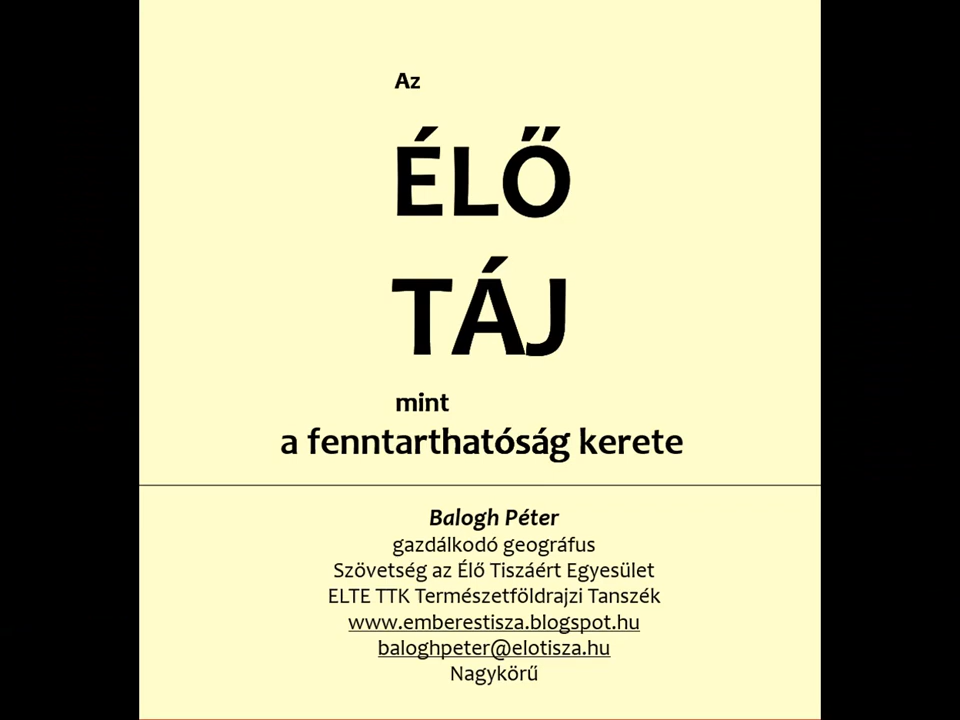 Az
ÉLŐ
TÁJ
mint
a fenntarthatóság kerete
Balogh Péter
gazdálkodó geográfus
Szövetség az Élő Tiszáért Egyesület
ELTE TTK Természetföldrajzi Tanszék
www.emberestisza.blogspot.hu
baloghpeter@elotisza.hu
Nagykörű